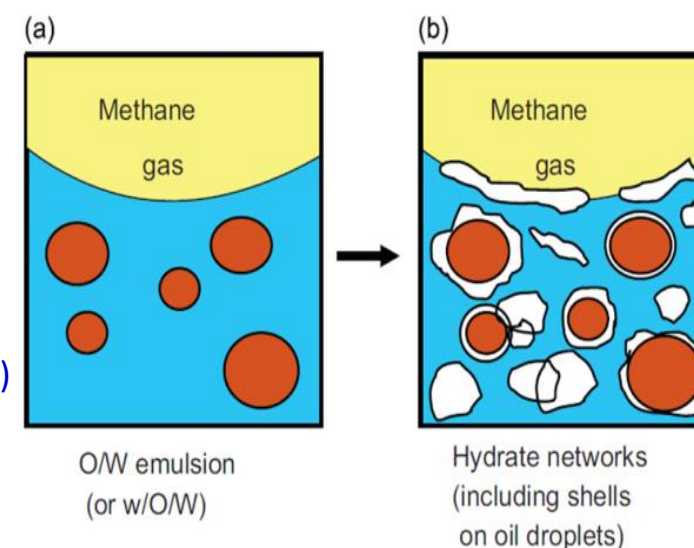 (a)
Methane
gas
)
O/W emulsion
(or w/O/W)
(b)
Methane
gas
Hydrate networks
(including shells
on oil droplets)